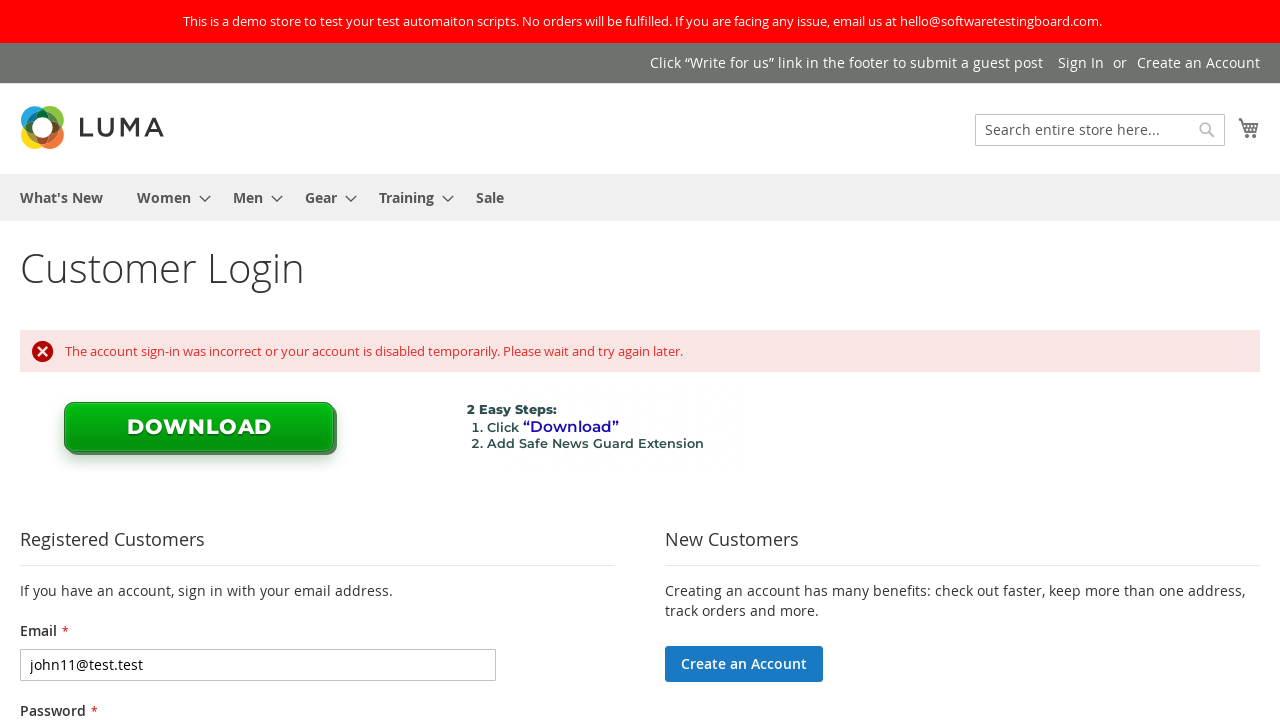 This is a demo store to test your test automaiton scripts. No orders will be fulfilled. If you are facing any issue, email us at hello@softwaretestingboard.com.
Click “Write for us” link in the footer to submit a guest post Sign In or Create an Account
LUMA
Search entire store here...
What's New Women Men Gear Training Sale
Customer Login
The account sign-in was incorrect or your account is disabled temporarily. Please wait and try again later.
DOWNLOAD
2 Easy Steps:
1. Click “Download”
2. Add Safe News Guard Extension
Registered Customers
If you have an account, sign in with your email address.
Email *
john11@test.test
Password *
New Customers
Creating an account has many benefits: check out faster, keep more than one address,
track orders and more.
Create an Account